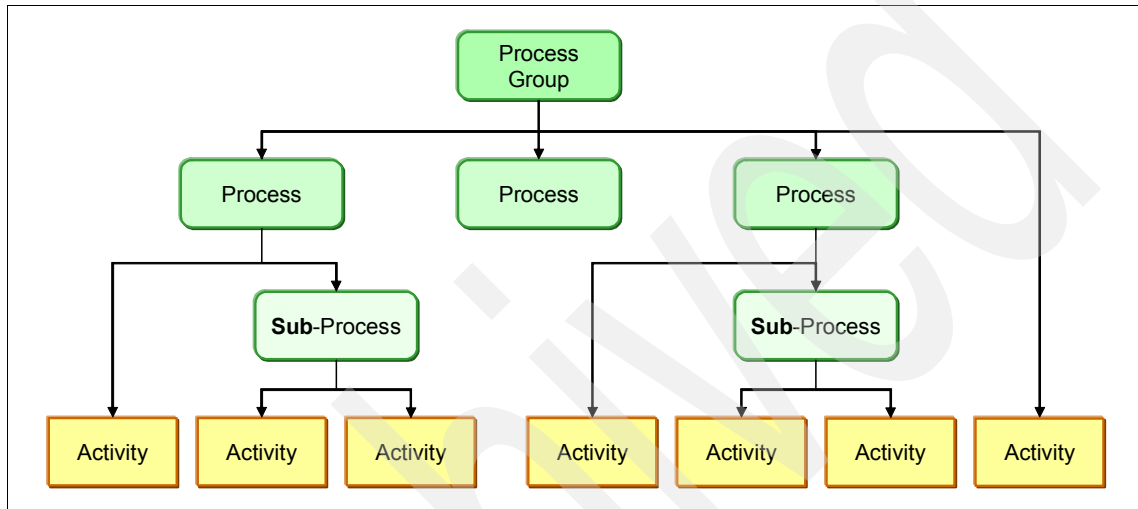 Process
Group
Process
Process
Process
Sub-Process
Sub-Process
Activity
Activity
Activity
Activity
Activity
Activity
Activity